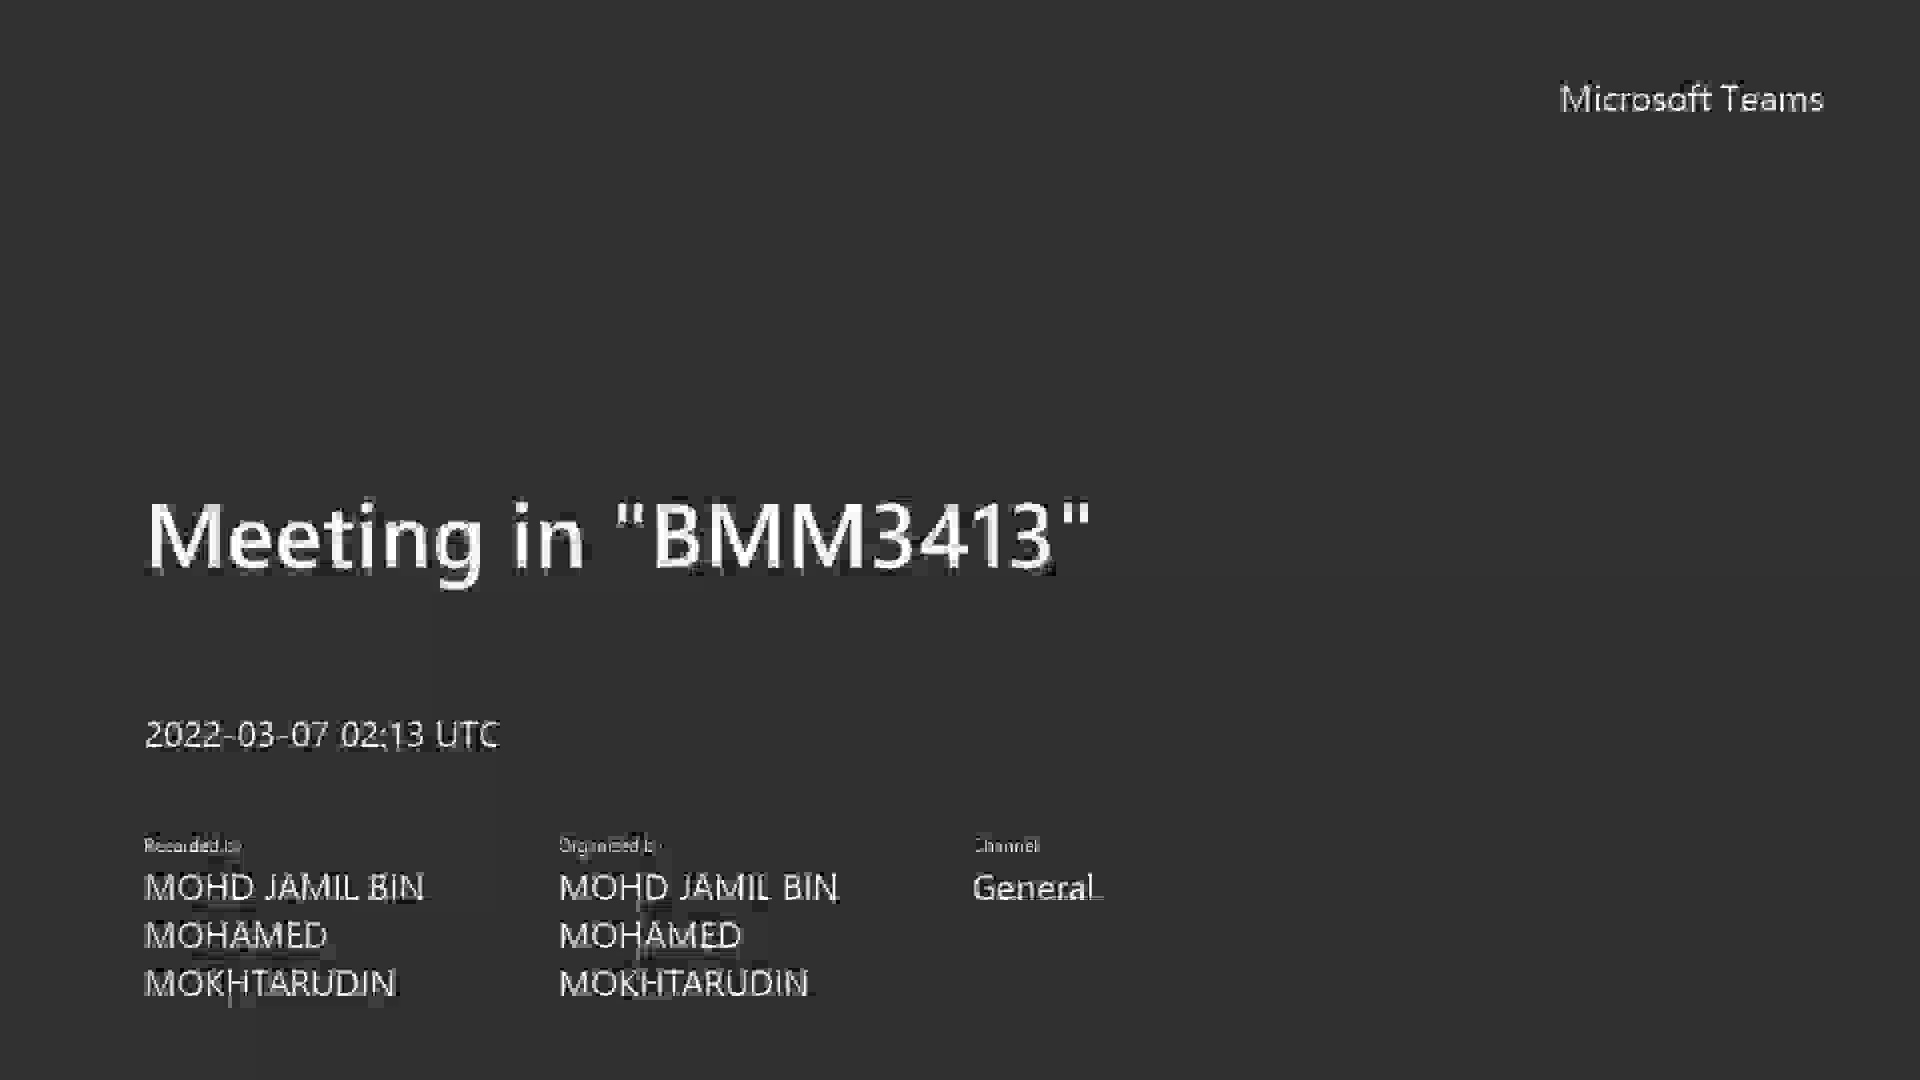 Microsoft Teams
Meeting in "BMM3413"
2022-03-07 02:13 UTC
Recorded by Organized by Channel
MOHD JAMIL BIN MOHD JAMIL BIN General
MOHAMED MOHAMED
MOKHTARUDIN MOKHTARUDIN